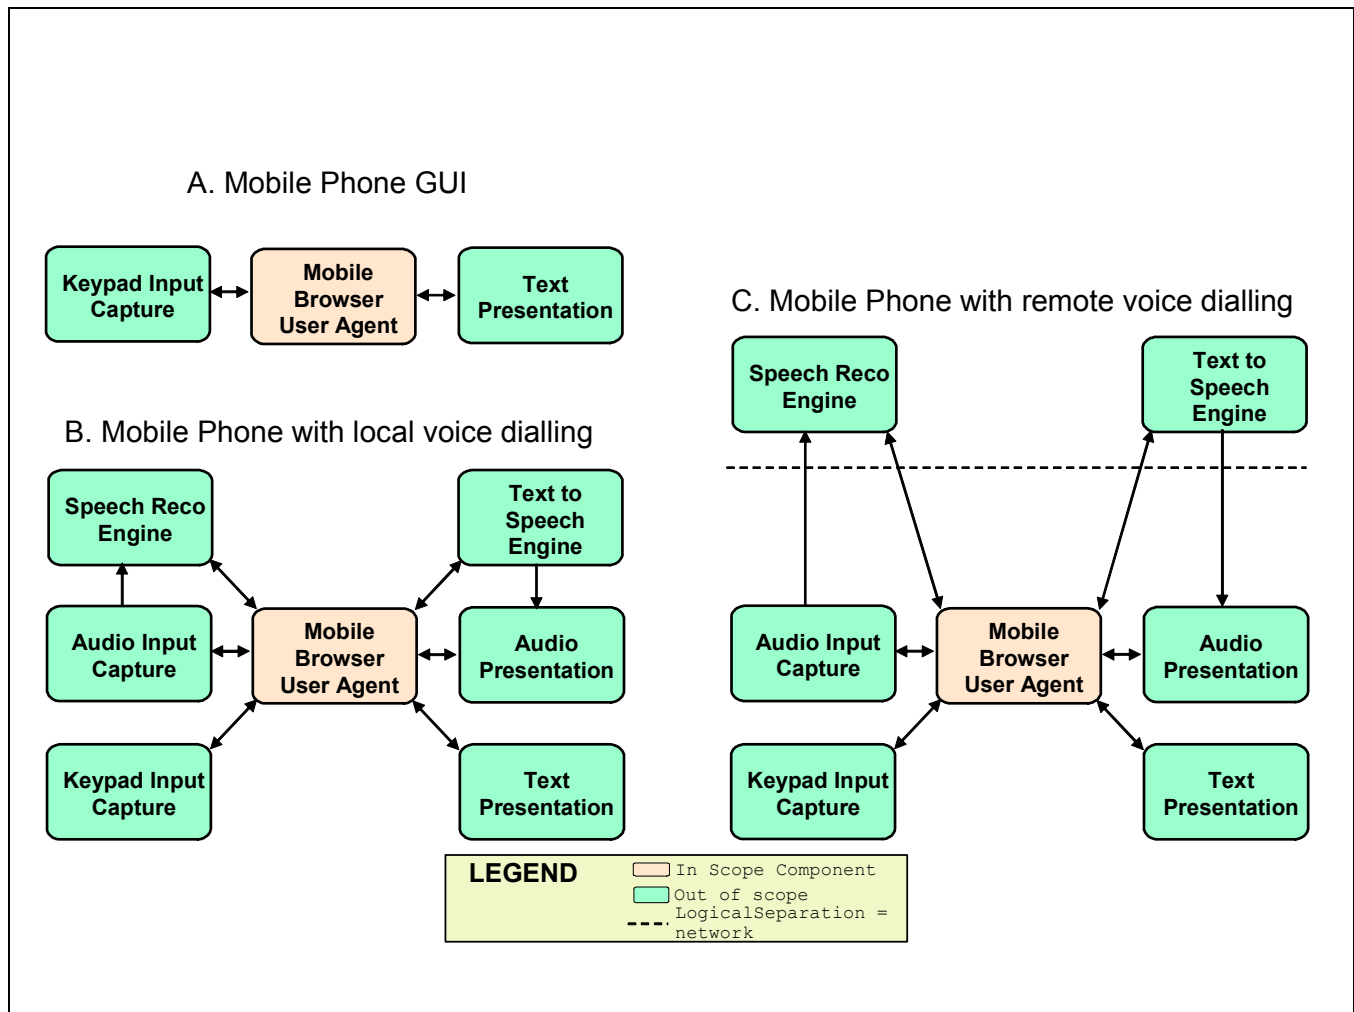 A. Mobile Phone GUI
Keypad Input
Capture
Mobile
Browser
User Agent
Text
Presentation
B. Mobile Phone with local voice dialling
Speech Reco
Engine
Text to
Speech
Engine
Audio Input
Capture
Mobile
Browser
User Agent
Audio
Presentation
Keypad Input
Capture
Text
Presentation
C. Mobile Phone with remote voice dialling
Speech Reco
Engine
Text to
Speech
Engine
Audio Input
Capture
Mobile
Browser
User Agent
Audio
Presentation
Keypad Input
Capture
Text
Presentation
LEGEND
In Scope Component
Out of scope
LogicalSeparation =
network